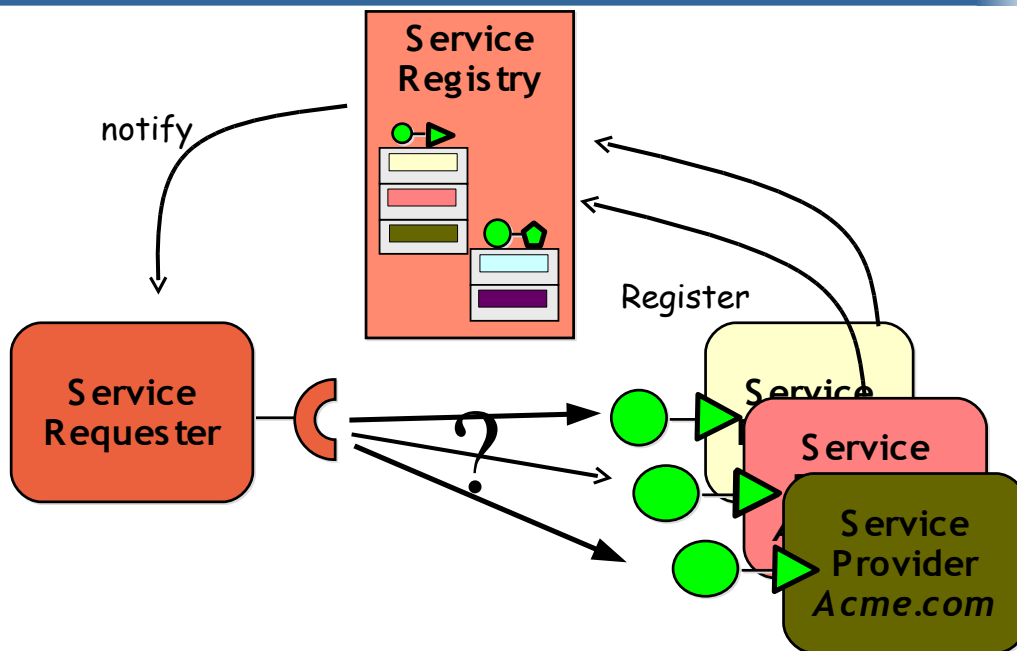 Service
Registry
notify
Register
Service
Requester
?
Service
Service
Service
Provider
Acme.com